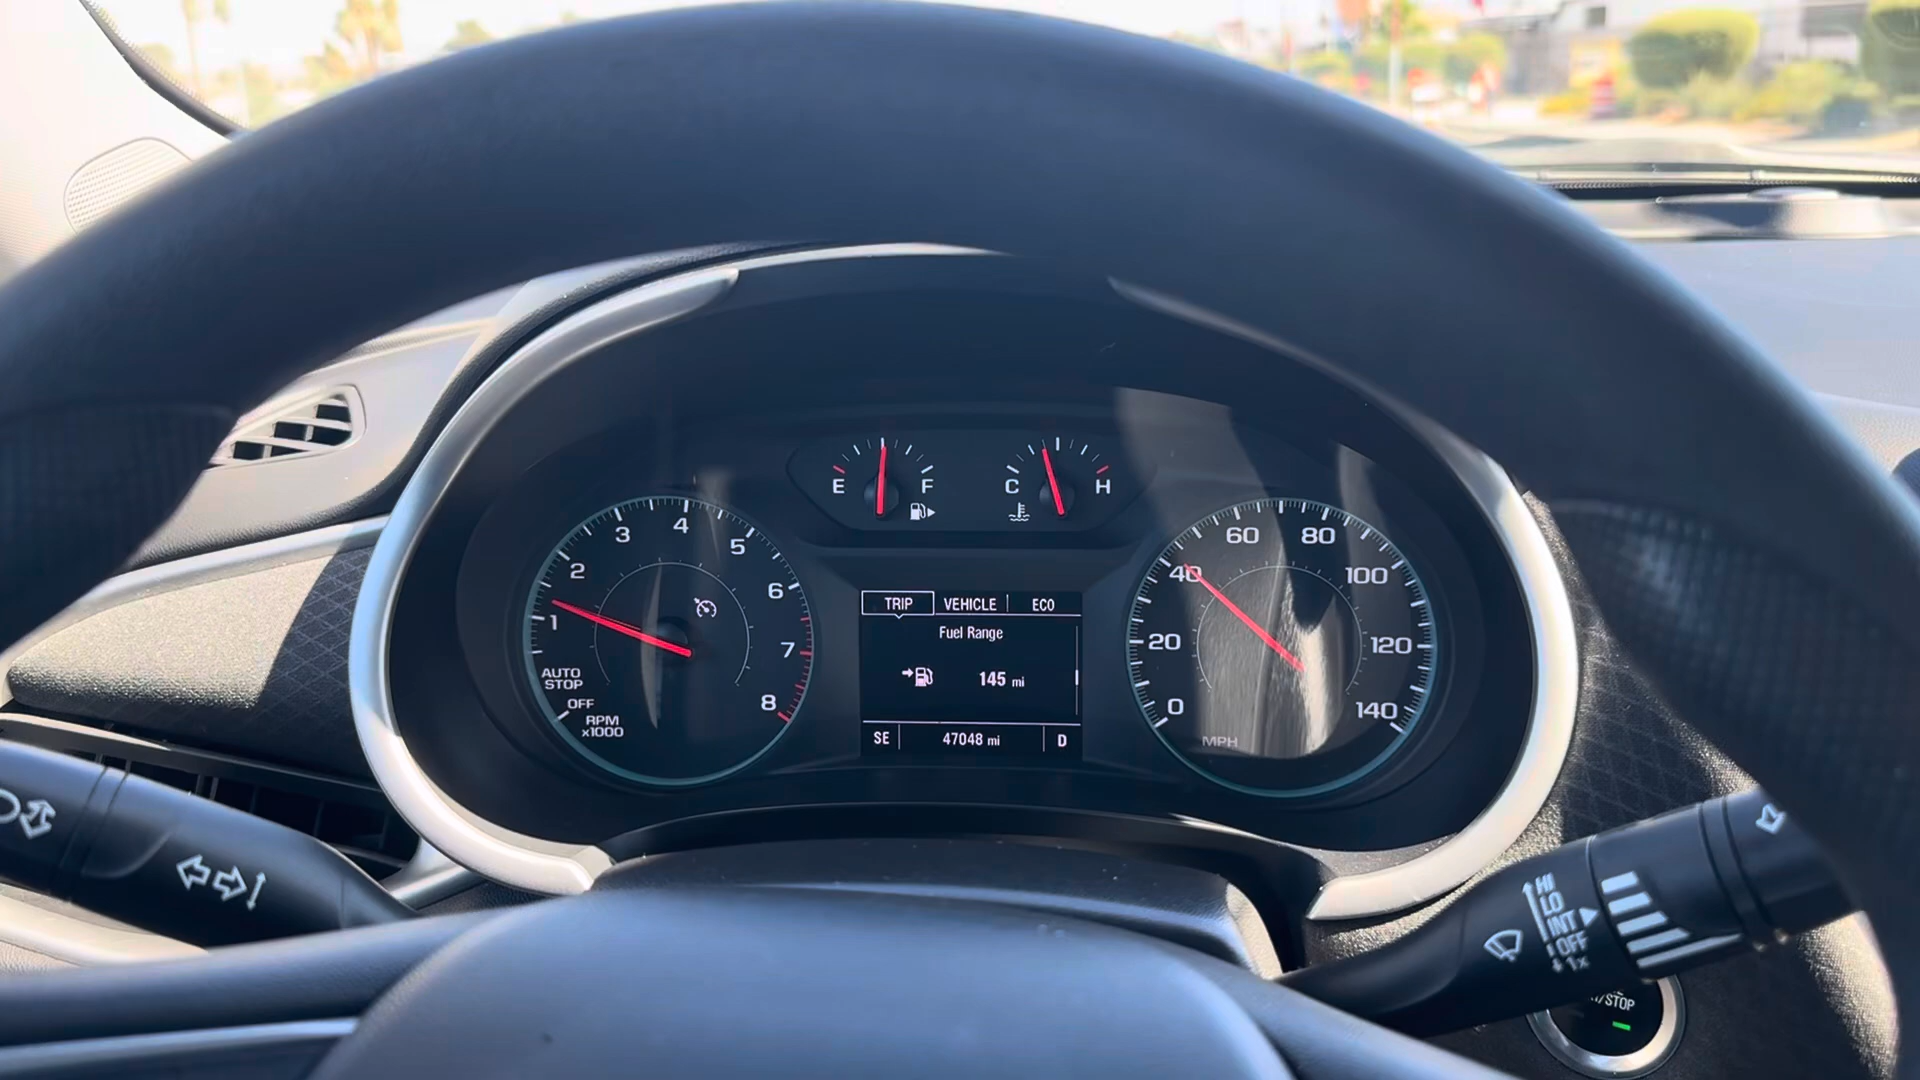 E F
C H
1 2 3 4 5 6 7 8
AUTO
STOP
OFF
RPM
x1000
TRIP VEHICLE ECO
Fuel Range
145 mi
SE 47048 mi D
0 20 40 60 80 100 120 140
MPH
HI
LO
INT
OFF
1x
/STOP